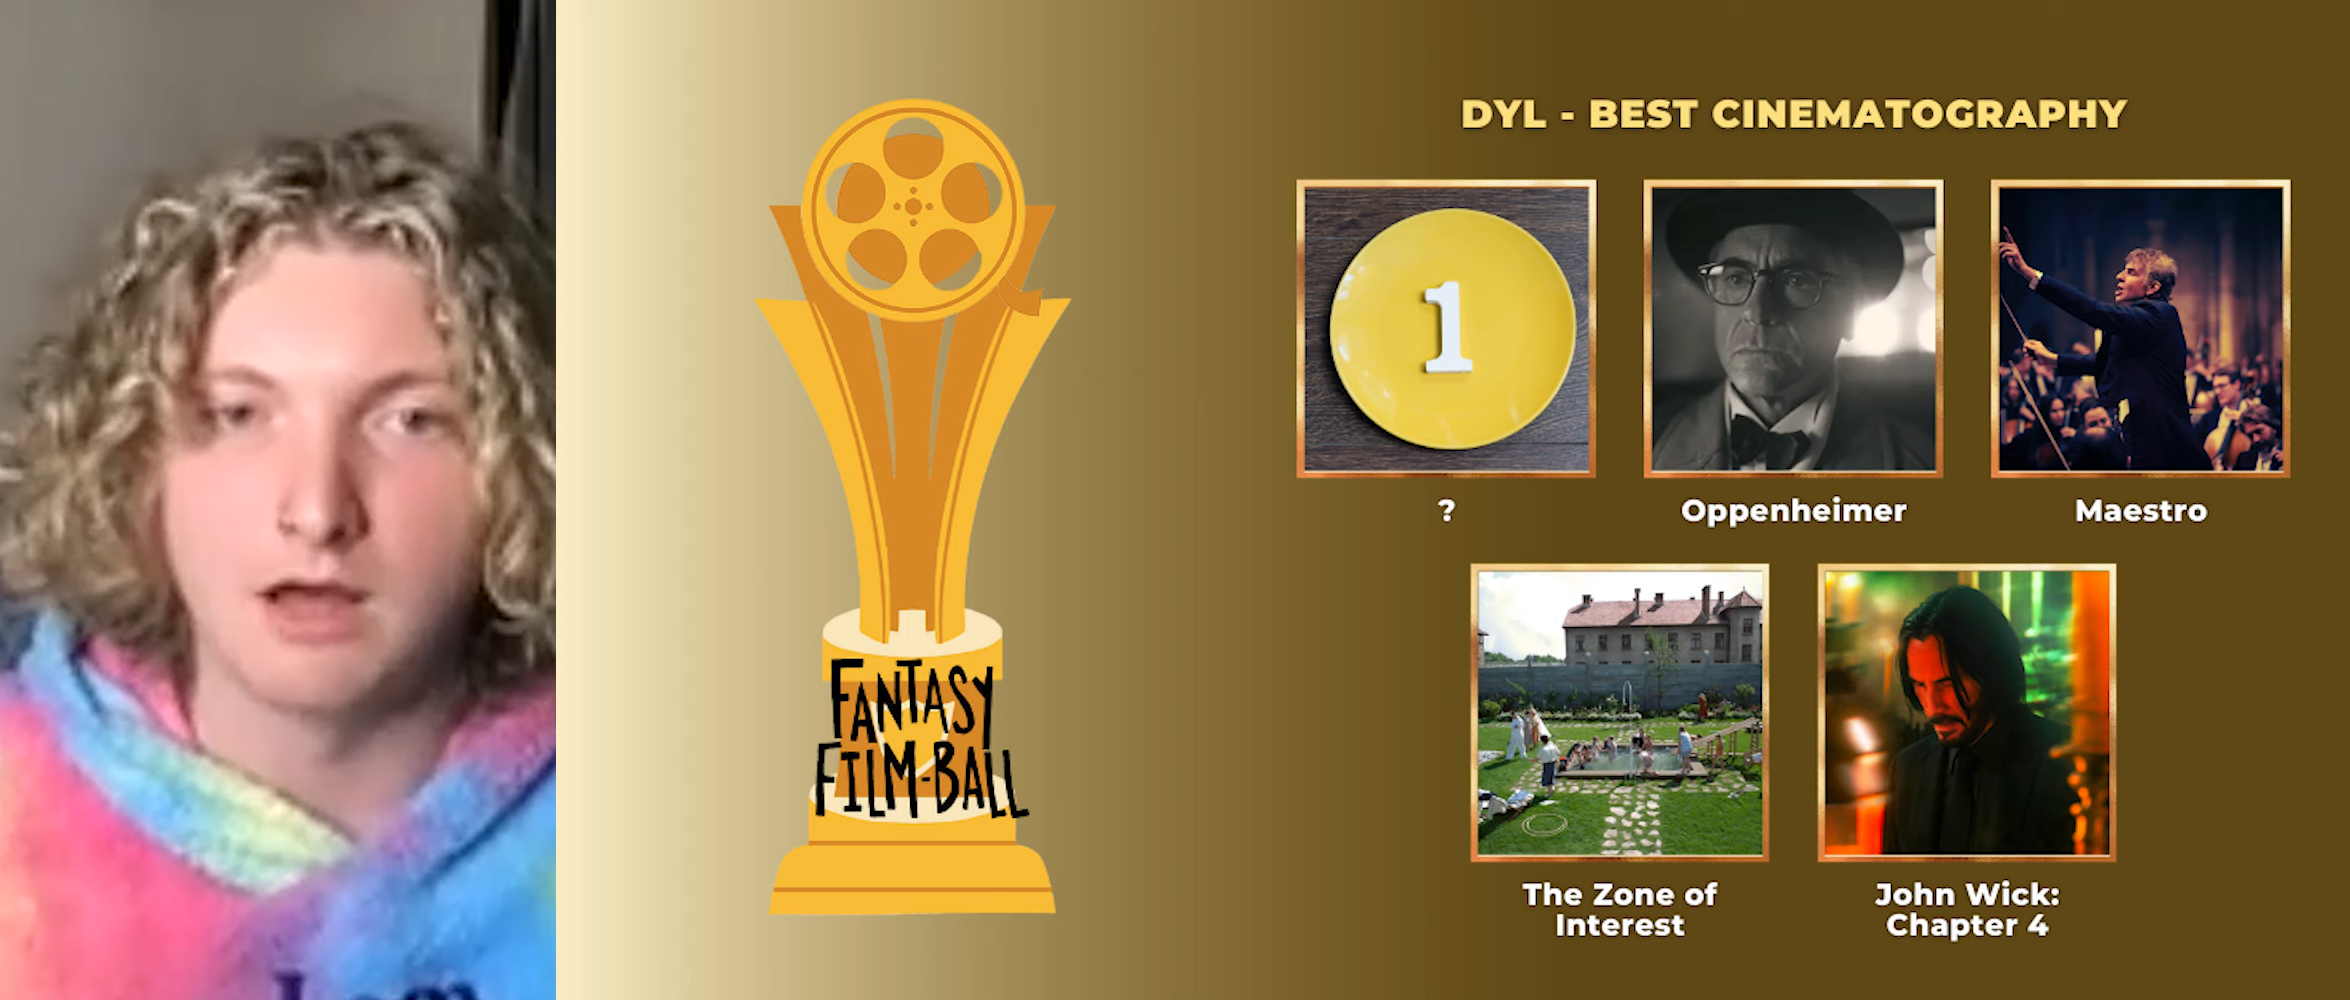 DYL - BEST CINEMATOGRAPHY
1
?
Oppenheimer
Maestro
FANTASY
FILM-BALL
The Zone of
Interest
John Wick:
Chapter 4